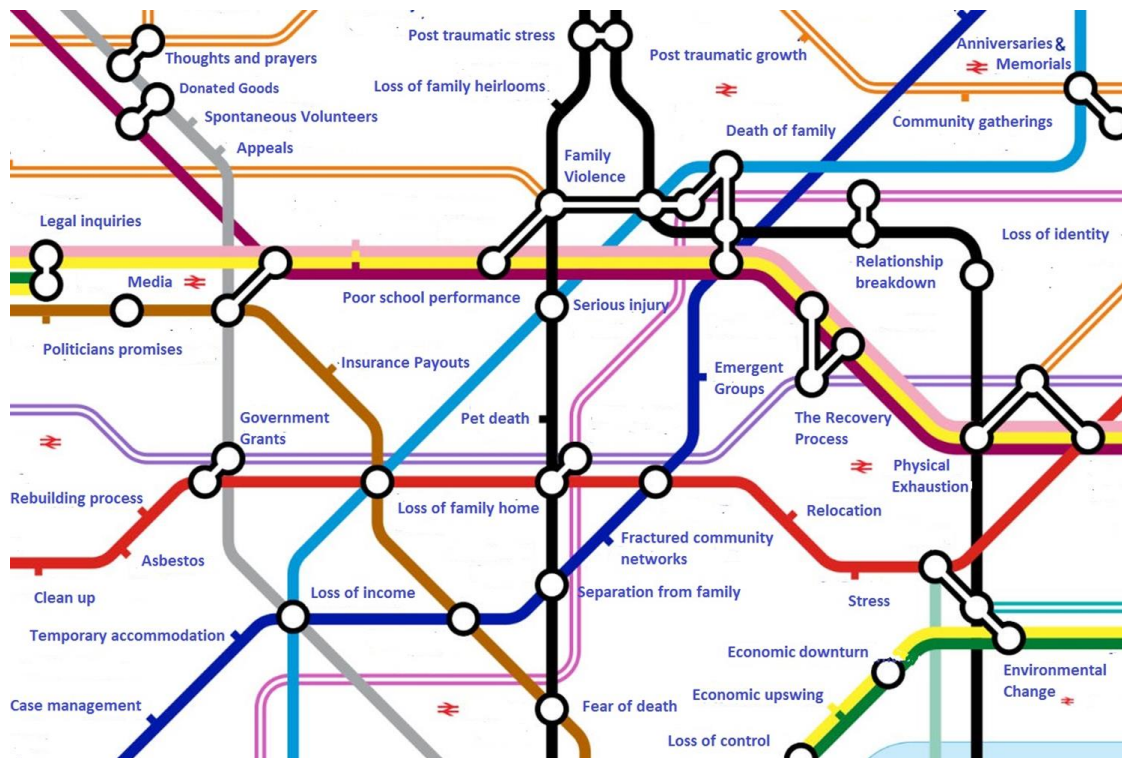 Post traumatic stress
Anniversaries &
Memorials
Post traumatic growth
Thoughts and prayers
Donated Goods
Loss of family heirlooms
Spontaneous Volunteers
Community gatherings
Death of family
Appeals
Family
Violence
Legal inquiries
Loss of identity
Relationship
breakdown
Media
Poor school performance
Serious injury
Politicians promises
Insurance Payouts
Emergent
Groups
Government
Grants
Pet death
The Recovery
Process
Physical
Exhaustion
Rebuilding process
Loss of family home
Relocation
Fractured community
networks
Asbestos
Clean up
Loss of income
Separation from family
Stress
Temporary accommodation
Economic downturn
Environmental
Change
Economic upswing
Case management
Fear of death
Loss of control